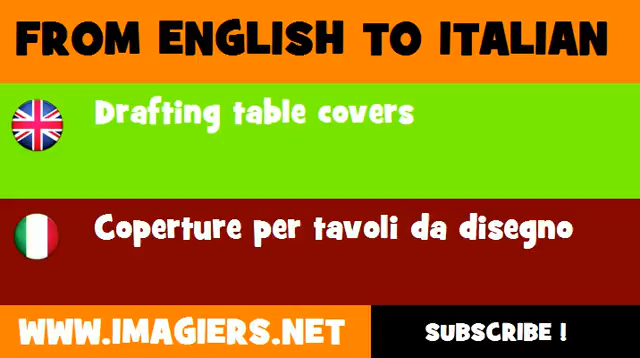 FROM ENGLISH TO ITALIAN
Drafting table covers
Coperture per tavoli da disegno
WWW.IMAGIERS.NET
SUBSCRIBE !